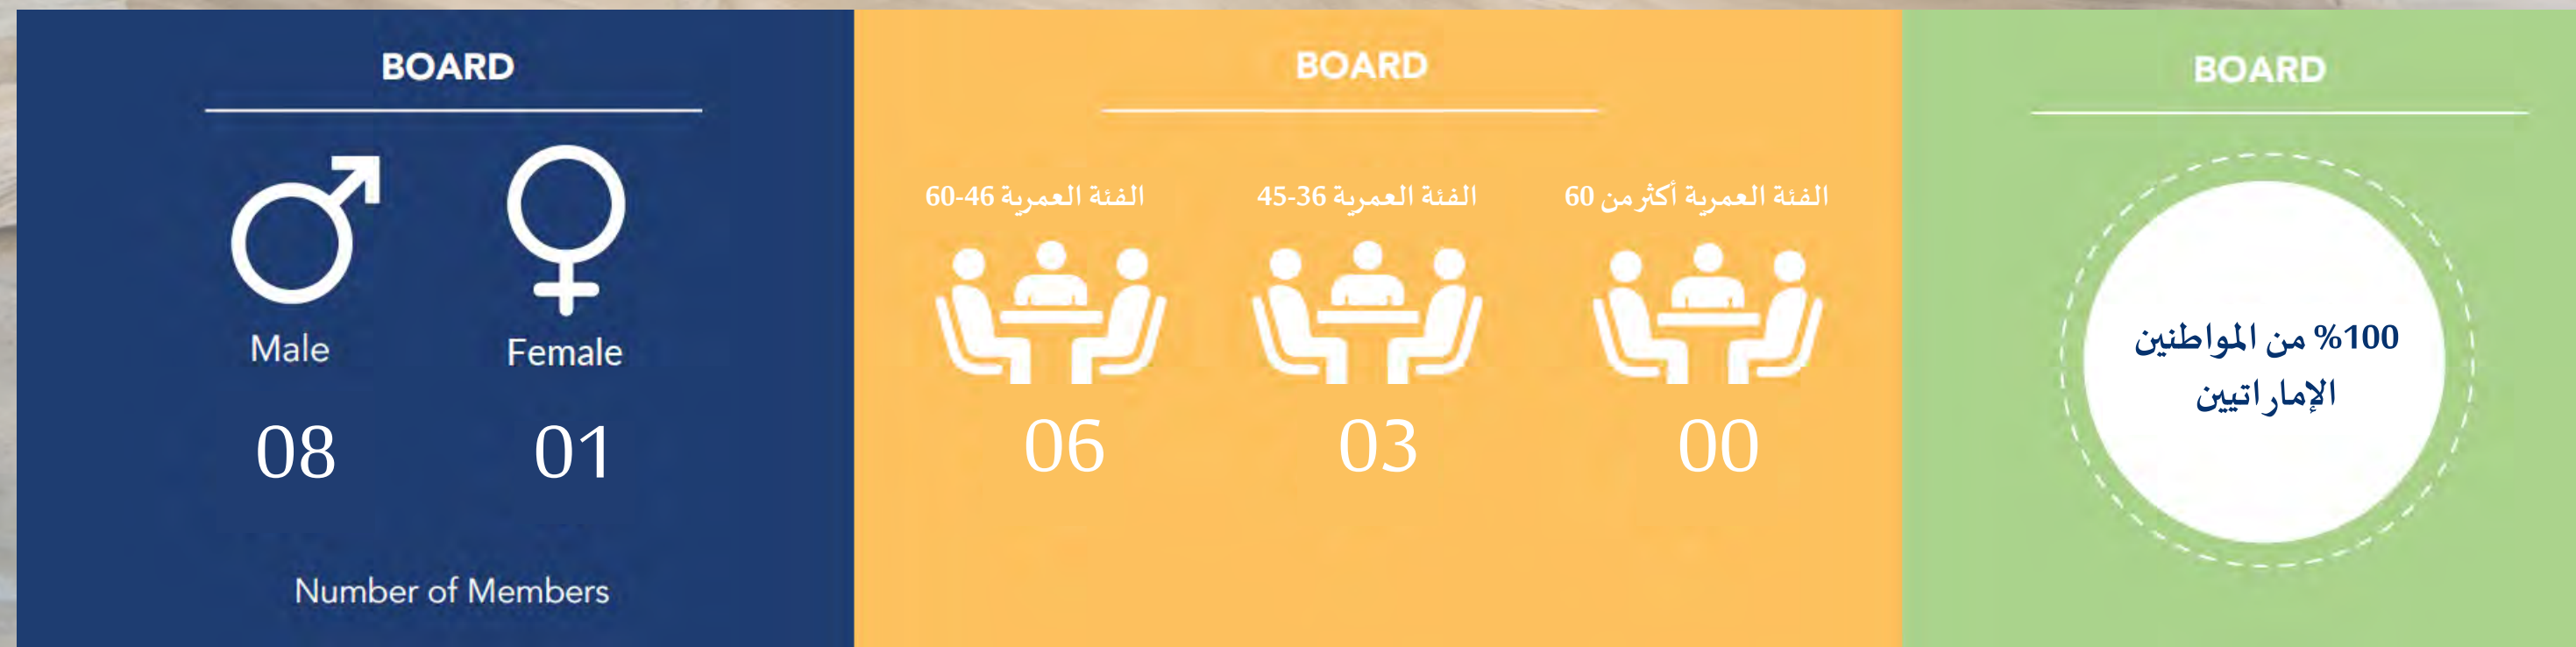 BOARD
Male
Female
08
01
Number of Members
BOARD
الفئة العمرية 46-60
الفئة العمرية 36-45
الفئة العمرية أكثر من 60
06
03
00
BOARD
100% من المواطنين
الإماراتيين